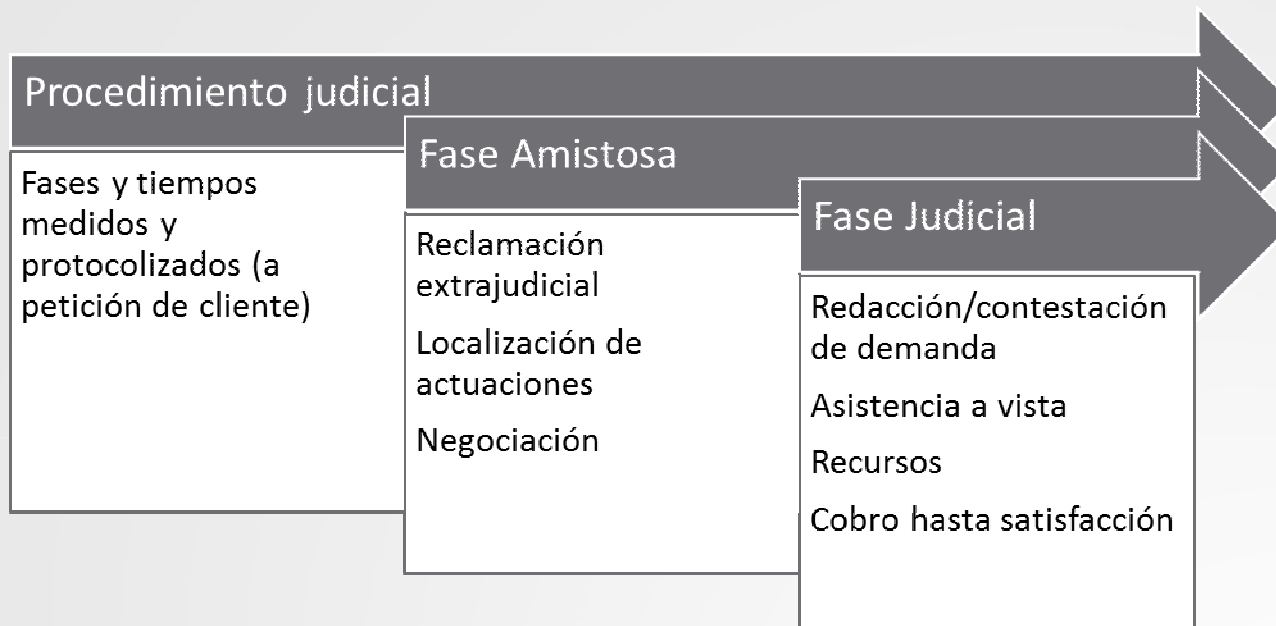 Procedimiento judicial
Fases y tiempos
medidos y
protocolizados (a
petición de cliente)
Fase Amistosa
Reclamación
extrajudicial
Localización de
actuaciones
Negociación
Fase Judicial
Redacción/contestación
de demanda
Asistencia a vista
Recursos
Cobro hasta satisfacción